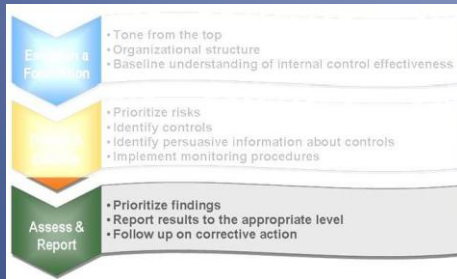 Establish a
Foundation
• Tone from the top
• Organizational structure
• Baseline understanding of internal control effectiveness
• Prioritize risks
• Identify controls
• Identify persuasive information about controls
• Implement monitoring procedures
Assess &
Report
• Prioritize findings
• Report results to the appropriate level
• Follow up on corrective action